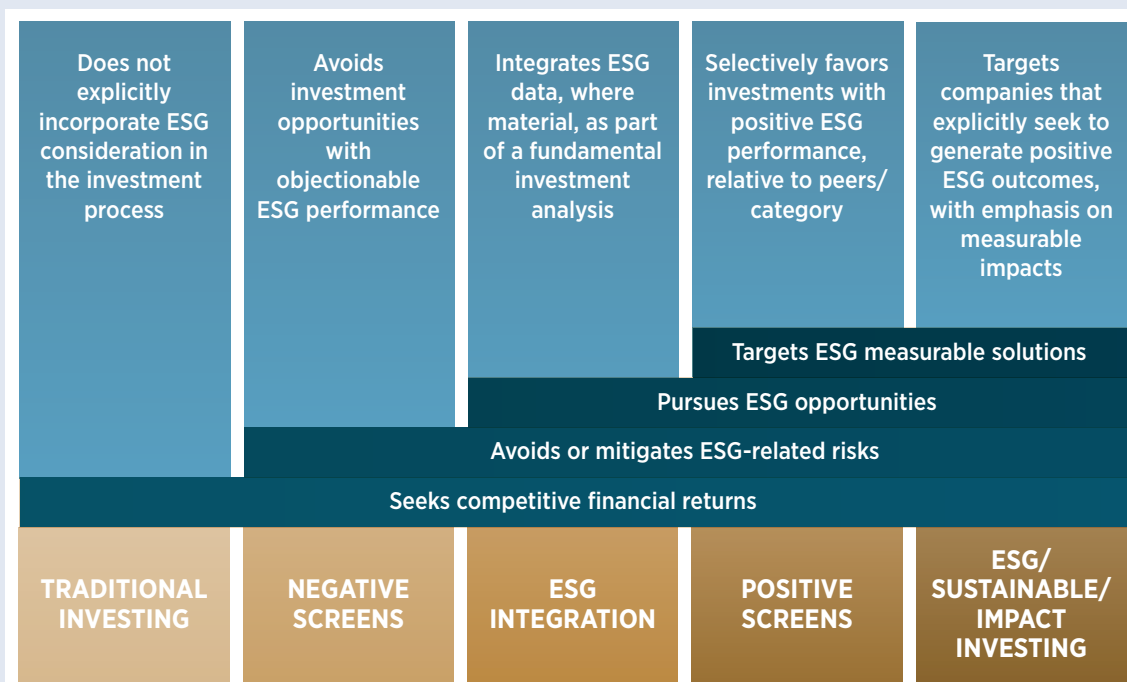 Does not
explicitly
incorporate ESG
consideration in
the investment
process
Avoids
investment
opportunities
with
objectionable
ESG performance
Integrates ESG
data, where
material, as part
of a fundamental
investment
analysis
Selectively favors
investments with
positive ESG
performance,
relative to peers/
category
Targets
companies that
explicitly seek to
generate positive
ESG outcomes,
with emphasis on
measurable
impacts
Targets ESG measurable solutions
Pursues ESG opportunities
Avoids or mitigates ESG-related risks
Seeks competitive financial returns
TRADITIONAL
INVESTING
NEGATIVE
SCREENS
ESG
INTEGRATION
POSITIVE
SCREENS
ESG/
SUSTAINABLE/
IMPACT
INVESTING